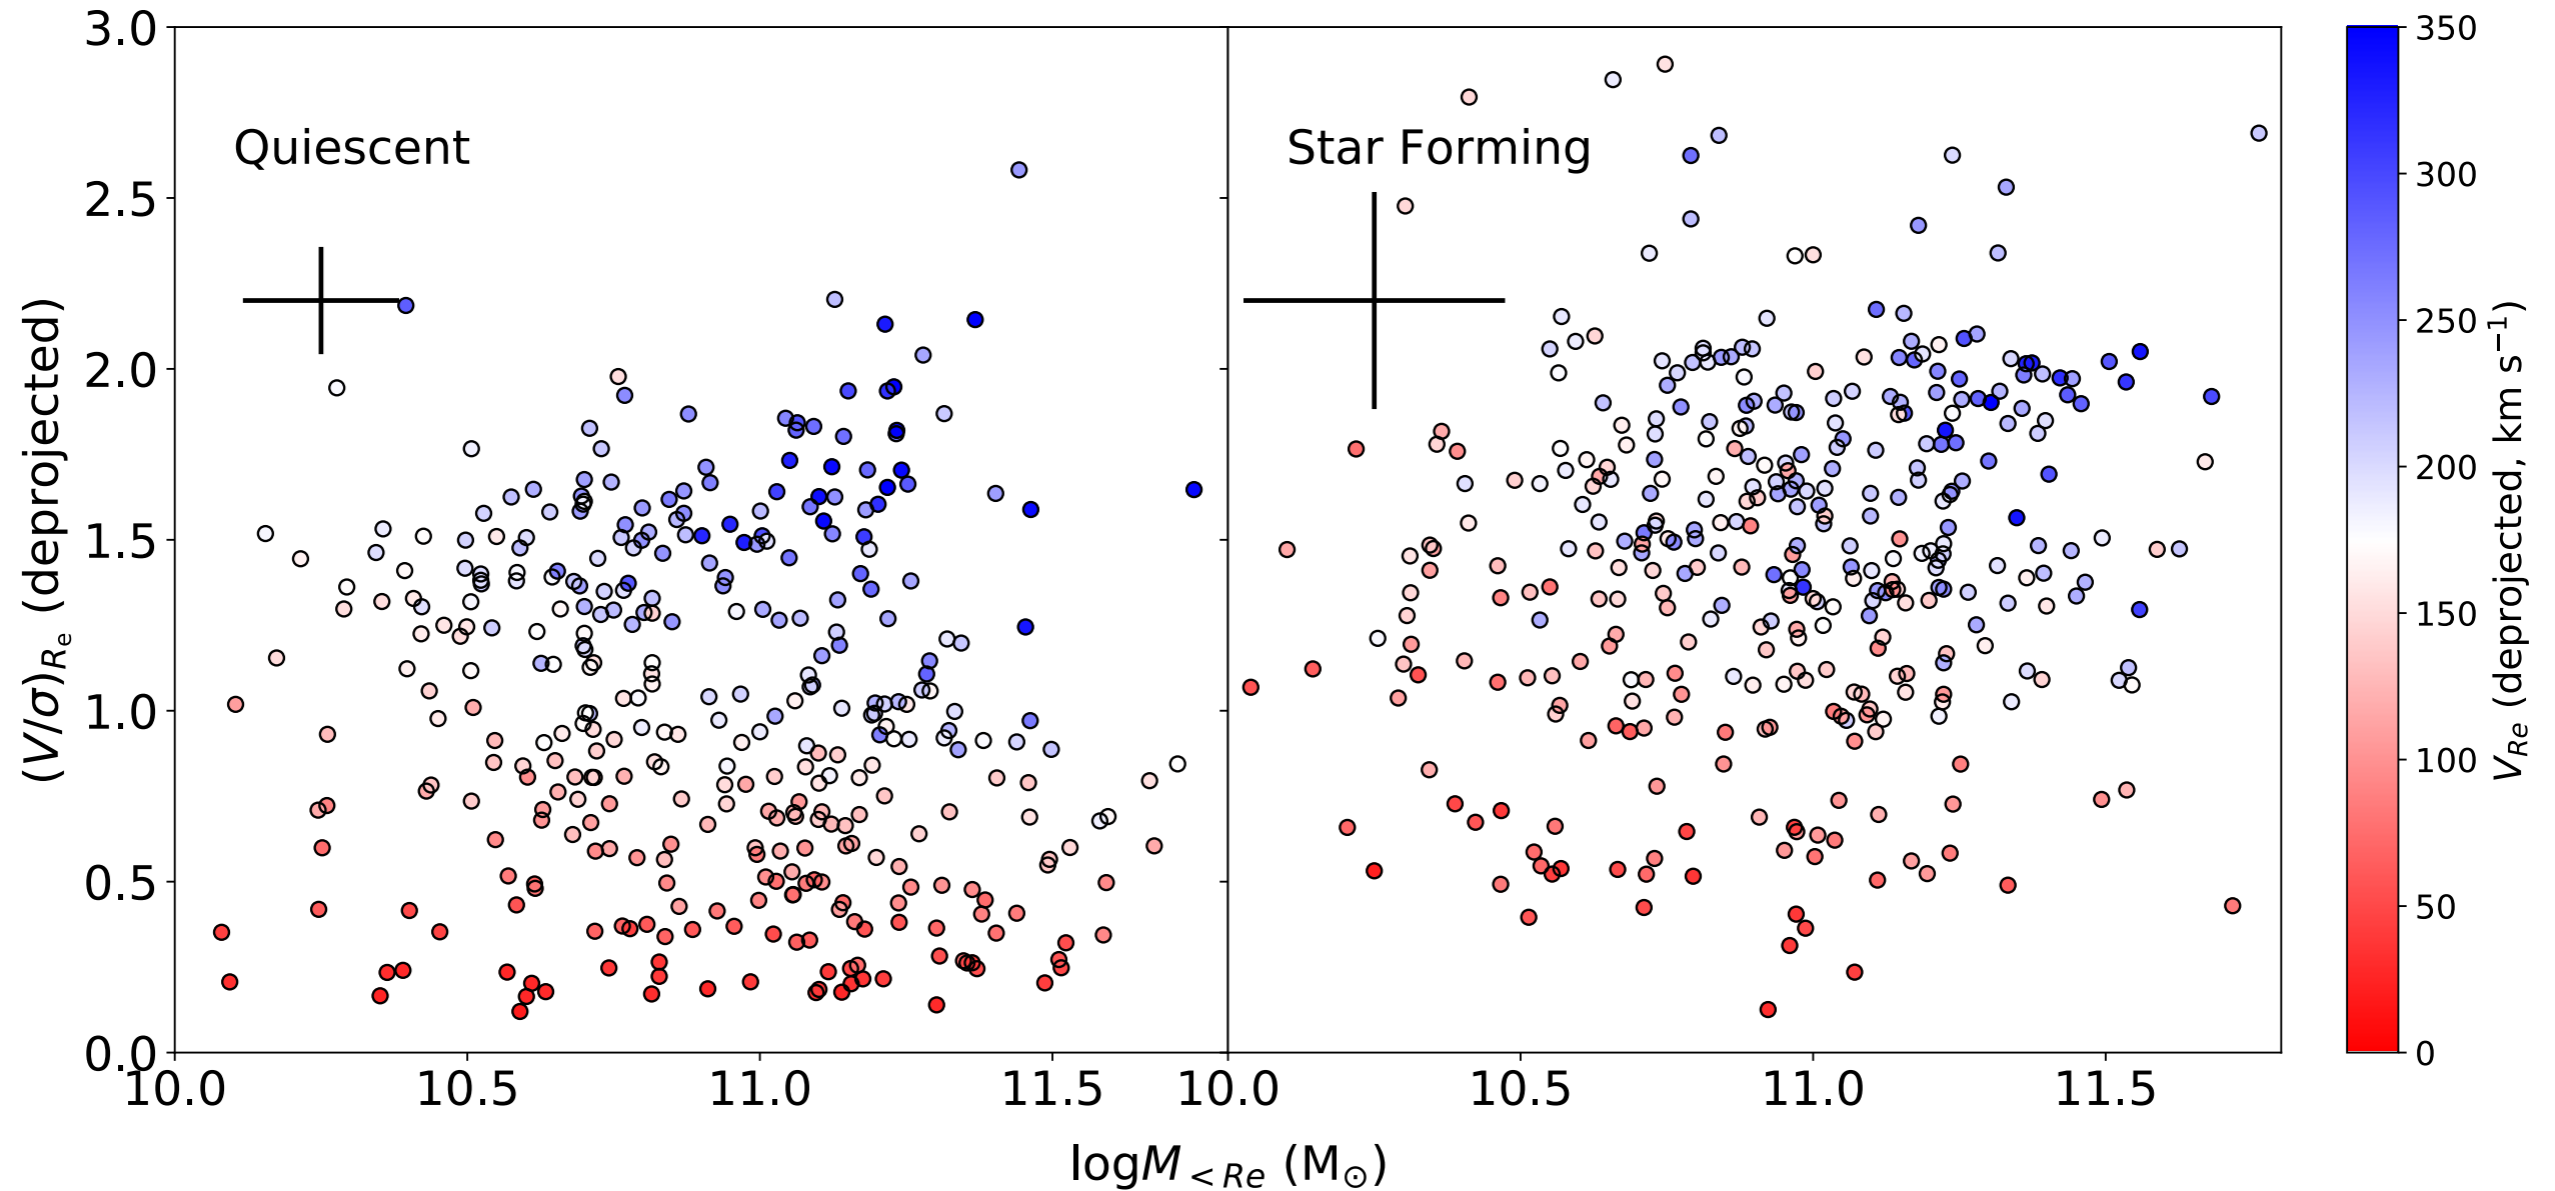 3.0
2.5
2.0
1.5
1.0
0.5
0.0
(V/σ)Re (deprojected)
Quiescent
Star Forming
10.0 10.5 11.0 11.5 10.0 10.5 11.0 11.5
logM<Re (M⊙)
350
300
250
200
150
100
50
0
VRe (deprojected, km s−1)